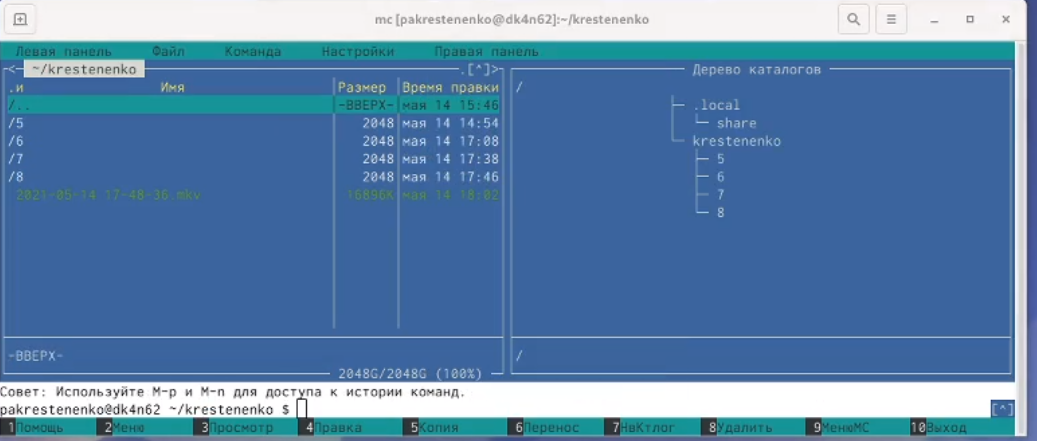 mc [pakrestenenko@dk4n62]:~/krestenenko
Левая панель Файл Команда Настройки Правая панель
<- ~/krestenenko .[^]> Дерево каталогов
.и Имя Размер Время правки /
/.. -ВВЕРХ- мая 14 15:46 .local
/5 2048 мая 14 14:54 share
/6 2048 мая 14 17:08 krestenenko
/7 2048 мая 14 17:38 5
/8 2048 мая 14 17:46 6
2021-05-14 17-48-36.mkv 16896K мая 14 18:02 7
8
-ВВЕРХ- /
2048G/2048G (100%)
Совет: Используйте M-p и M-n для доступа к истории команд.
pakrestenenko@dk4n62 ~/krestenenko $ [^]
1Помощь 2Меню 3Просмотр 4Правка 5Копия 6Перенос 7НвКтлог 8Удалить 9МенюMC 10Выход